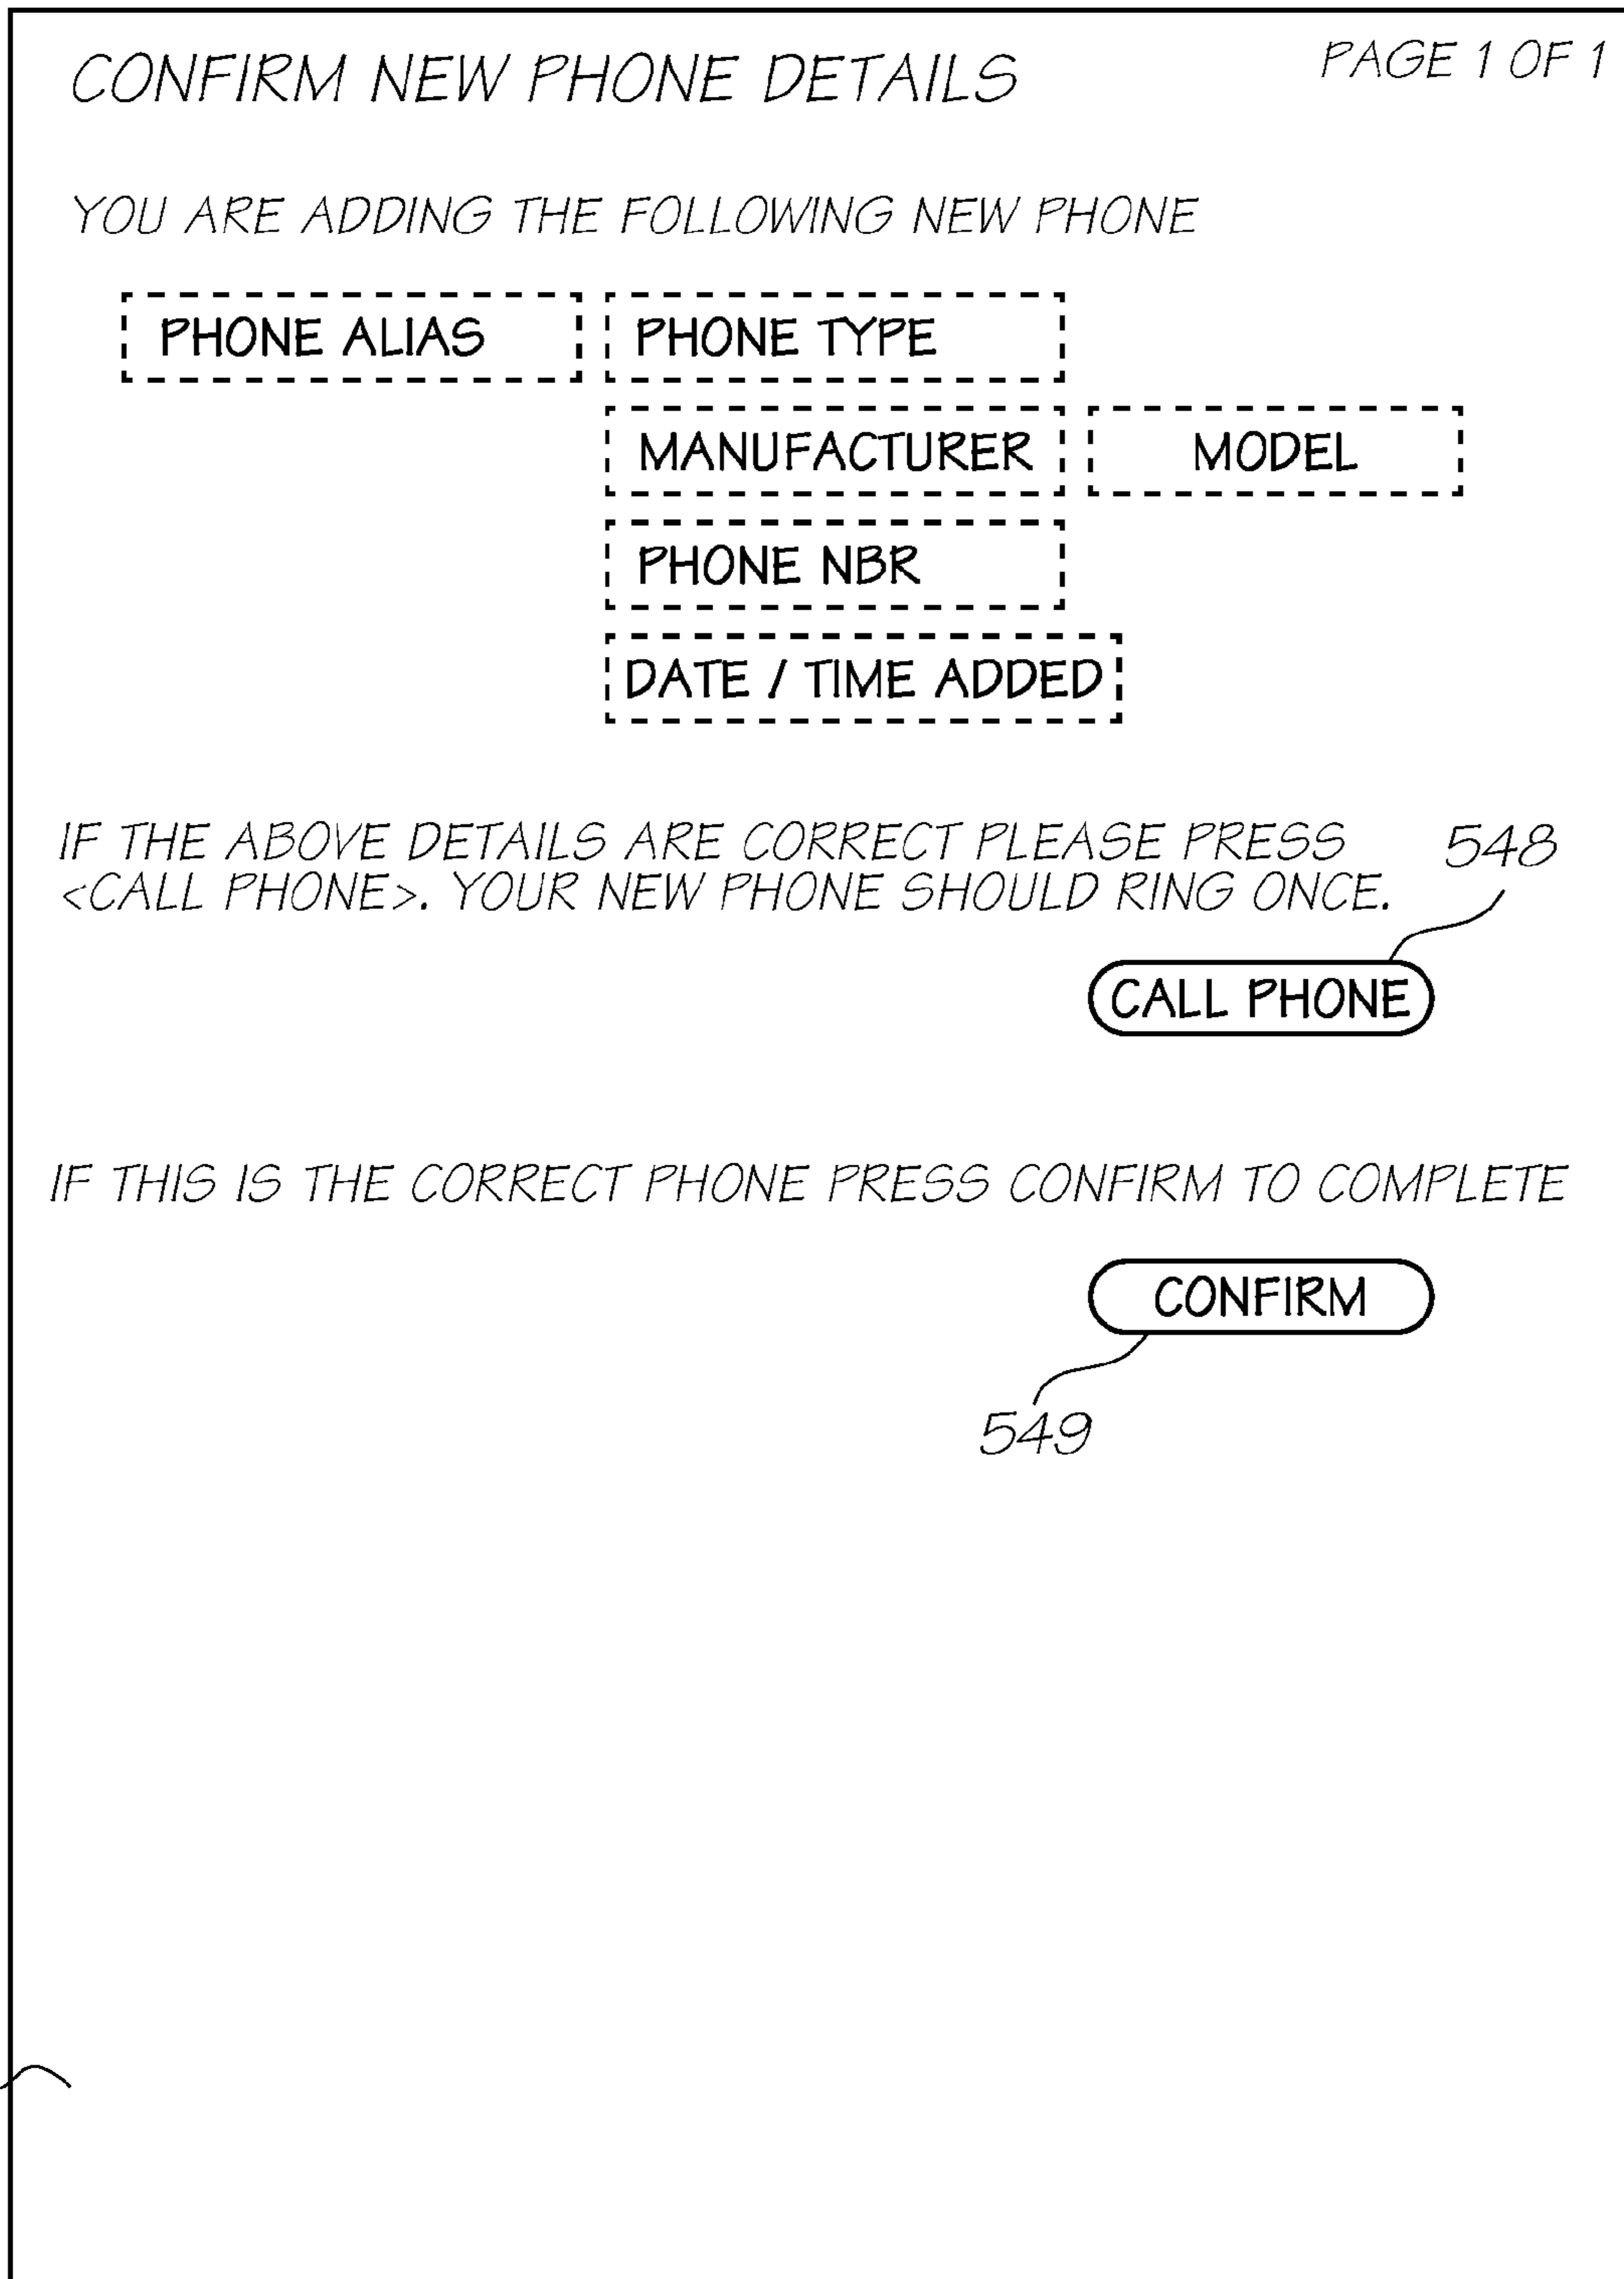 CONFIRM NEW PHONE DETAILS
PAGE 1 OF 1
YOU ARE ADDING THE FOLLOWING NEW PHONE
PHONE ALIAS PHONE TYPE
MANUFACTURER MODEL
PHONE NBR
DATE / TIME ADDED
IF THE ABOVE DETAILS ARE CORRECT PLEASE PRESS
<CALL PHONE>. YOUR NEW PHONE SHOULD RING ONCE.
548
CALL PHONE
IF THIS IS THE CORRECT PHONE PRESS CONFIRM TO COMPLETE
CONFIRM
549